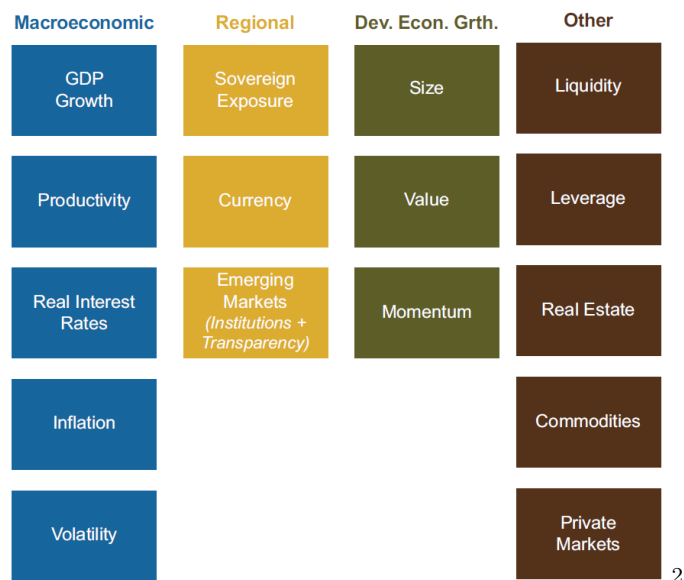 Macroeconomic
Regional
Dev. Econ. Grth.
Other
GDP
Growth
Sovereign
Exposure
Size
Liquidity
Productivity
Currency
Value
Leverage
Real Interest
Rates
Emerging
Markets
(Institutions +
Transparency)
Momentum
Real Estate
Inflation
Commodities
Volatility
Private
Markets
2